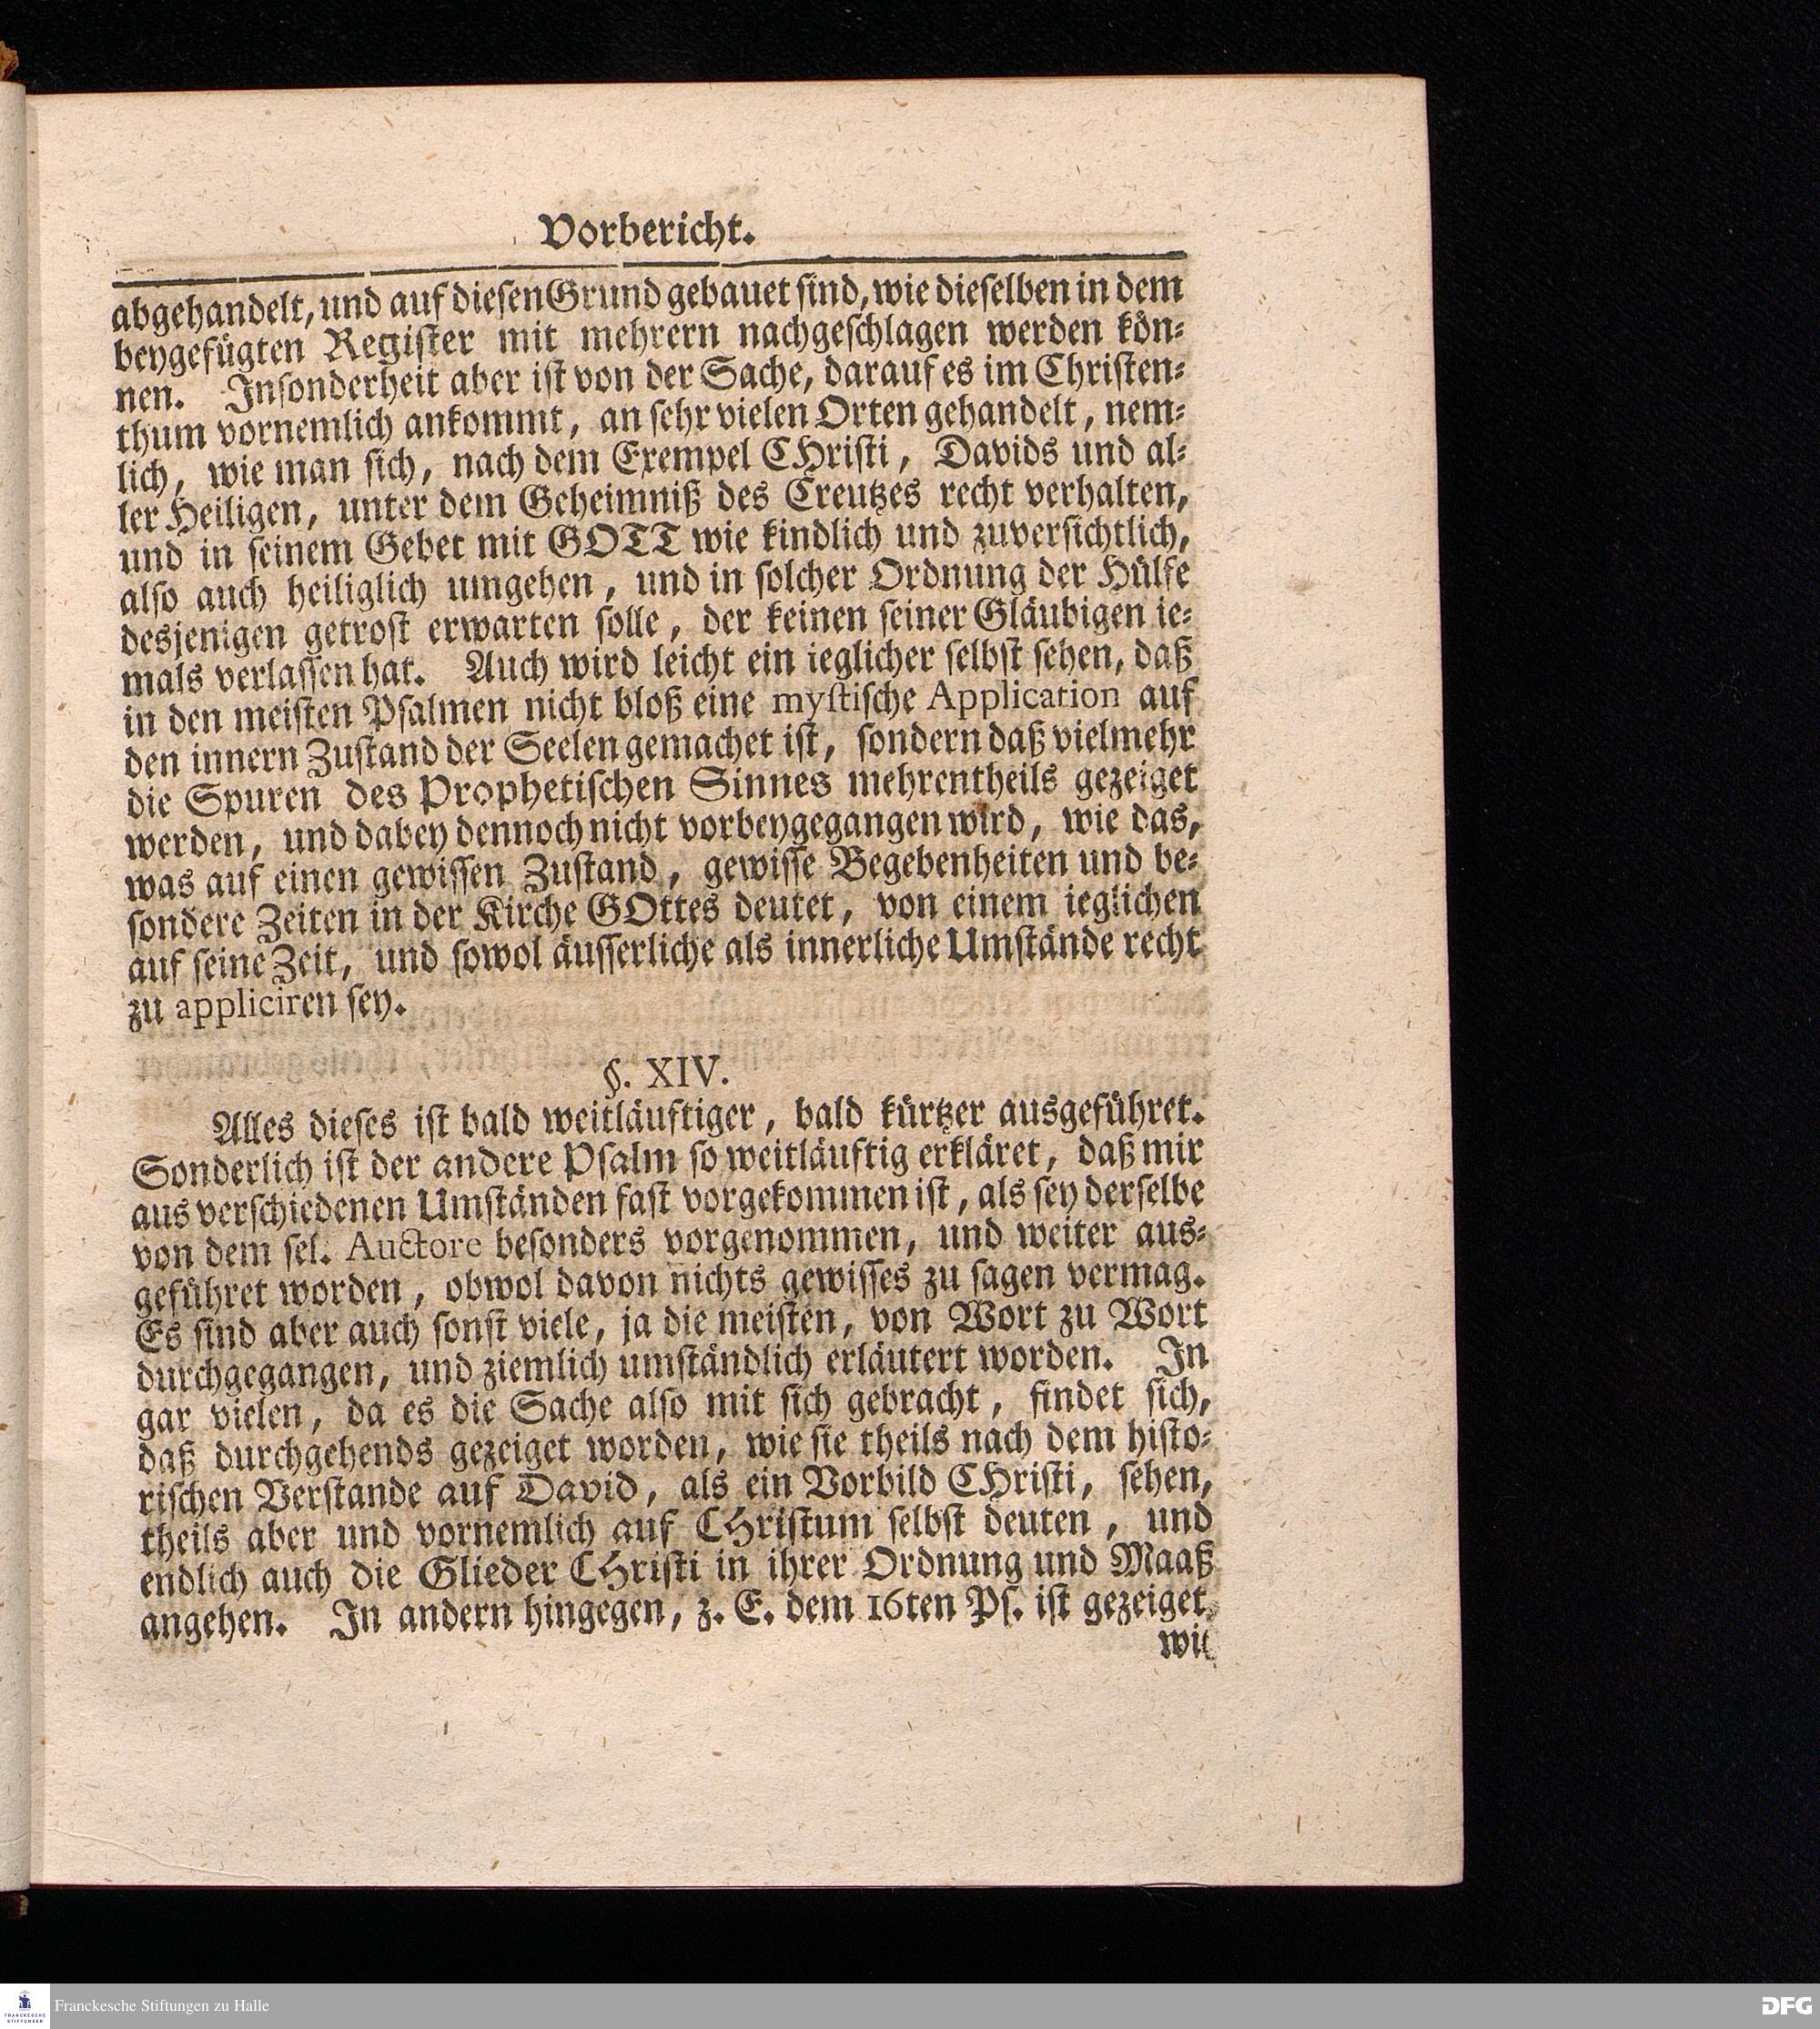 Vorbericht.
abgehandelt, und auf diesen Grund gebauet sind, wie dieselben in dem
beygefügten Register mit mehrern nachgeschlagen werden kön-
nen. Insonderheit aber ist von der Sache, darauf es im Christen-
thum vornemlich ankommt, an sehr vielen Orten gehandelt, nem-
lich, wie man sich, nach dem Exempel CHristi, Davids und al-
ler Heiligen, unter dem Geheimniß des Creutzes recht verhalten,
und in seinem Gebet mit GOTT wie kindlich und zuversichtlich,
also auch heiliglich umgehen, und in solcher Ordnung der Hülfe
desjenigen getrost erwarten solle, der keinen seiner Gläubigen ie-
mals verlassen hat. Auch wird leicht ein ieglicher selbst sehen, daß
in den meisten Psalmen nicht bloß eine mystische Application auf
den innern Zustand der Seelen gemachet ist, sondern daß vielmehr
die Spuren des Prophetischen Sinnes mehrentheils gezeiget
werden, und dabey dennoch nicht vorbeygegangen wird, wie das,
was auf einen gewissen Zustand, gewisse Begebenheiten und be-
sondere Zeiten in der Kirche GOttes deutet, von einem ieglichen
auf seine Zeit, und sowol äusserliche als innerliche Umstände recht
zu appliciren sey.
§. XIV.
Alles dieses ist bald weitläuftiger, bald kürtzer ausgeführet.
Sonderlich ist der andere Psalm so weitläuftig erkläret, daß mir
aus verschiedenen Umständen fast vorgekommen ist, als sey derselbe
von dem sel. Auctore besonders vorgenommen, und weiter aus-
geführet worden, obwol davon nichts gewisses zu sagen vermag.
Es sind aber auch sonst viele, ja die meisten, von Wort zu Wort
durchgegangen, und ziemlich umständlich erläutert worden. In
gar vielen, da es die Sache also mit sich gebracht, findet sich,
daß durchgehends gezeiget worden, wie sie theils nach dem histo-
rischen Verstande auf David, als ein Vorbild CHristi, sehen,
theils aber und vornemlich auf CHristum selbst deuten, und
endlich auch die Glieder CHristi in ihrer Ordnung und Maaß
angehen. In andern hingegen, z. E. dem 16ten Ps. ist gezeiget,
wie
FRANCKESCHE
STIFTUNGEN
Franckesche Stiftungen zu Halle
DFG